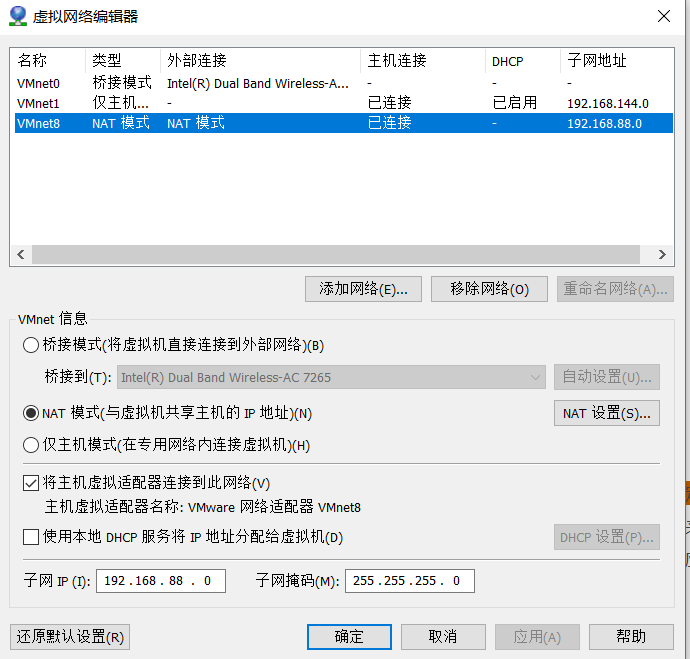 虚拟网络编辑器
名称 类型 外部连接 主机连接 DHCP 子网地址
VMnet0 桥接模式 Intel(R) Dual Band Wireless-A... - - -
VMnet1 仅主机... - 已连接 已启用 192.168.144.0
VMnet8 NAT 模式 NAT 模式 已连接 - 192.168.88.0
添加网络(E)... 移除网络(O) 重命名网络(A)...
VMnet 信息
桥接模式(将虚拟机直接连接到外部网络)(B)
桥接到(T): Intel(R) Dual Band Wireless-AC 7265 自动设置(U)...
NAT 模式(与虚拟机共享主机的 IP 地址)(N) NAT 设置(S)...
仅主机模式(在专用网络内连接虚拟机)(H)
将主机虚拟适配器连接到此网络(V)
主机虚拟适配器名称: VMware 网络适配器 VMnet8
使用本地 DHCP 服务将 IP 地址分配给虚拟机(D) DHCP 设置(P)...
子网 IP (I): 192 . 168 . 88 . 0 子网掩码(M): 255 . 255 . 255 . 0
还原默认设置(R) 确定 取消 应用(A) 帮助